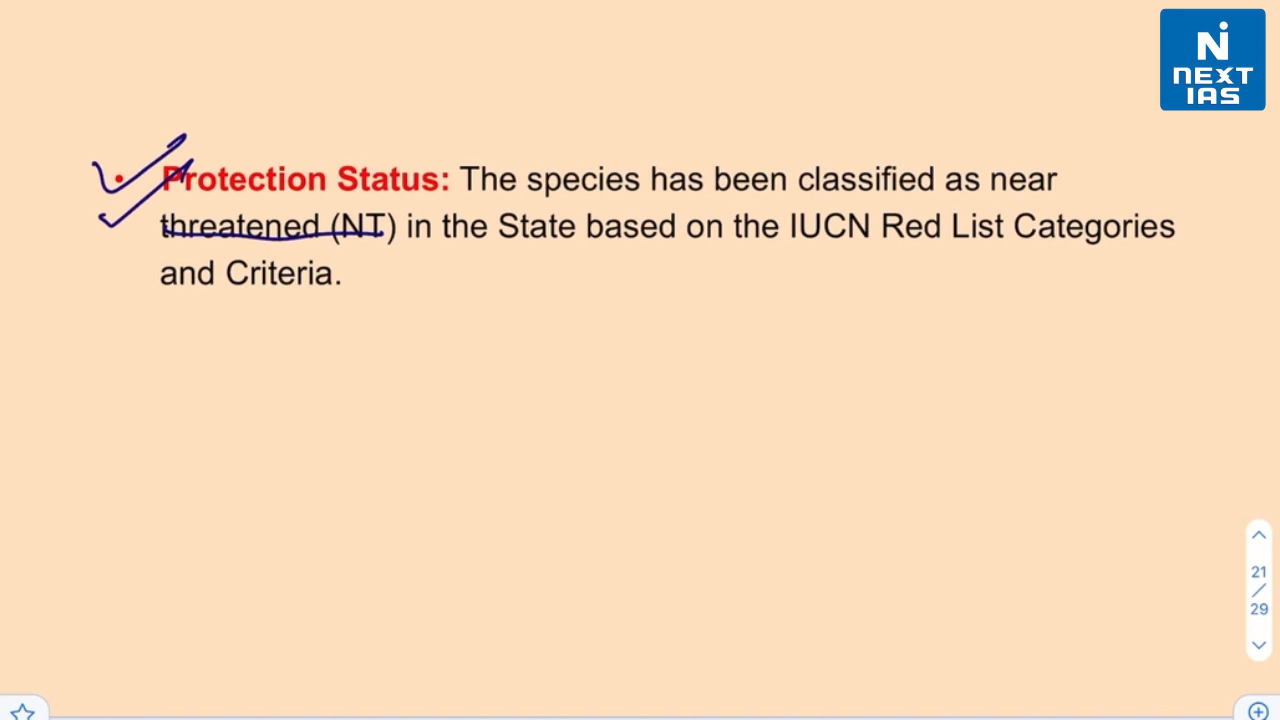 NEXT
IAS
• Protection Status: The species has been classified as near
threatened (NT) in the State based on the IUCN Red List Categories
and Criteria.
21
/
29